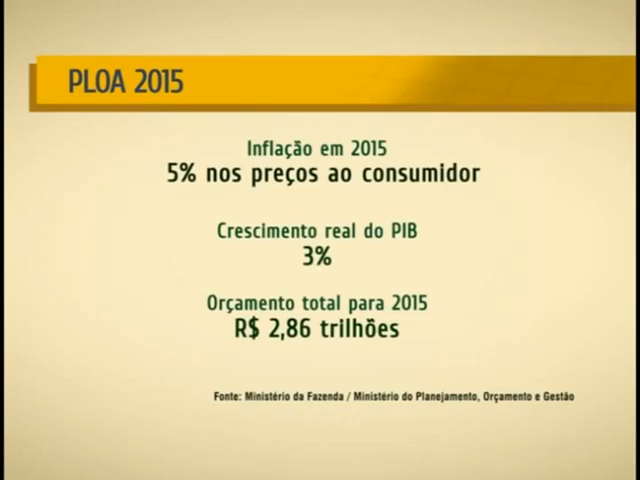 PLOA 2015
Inflação em 2015
5% nos preços ao consumidor
Crescimento real do PIB
3%
Orçamento total para 2015
R$ 2,86 trilhões
Fonte: Ministério da Fazenda / Ministério do Planejamento, Orçamento e Gestão